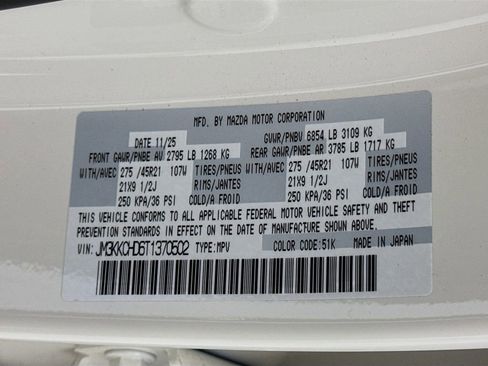 MFD. BY MAZDA MOTOR CORPORATION
DATE 11/25 GVWR/PNBV 6854 LB 3109 KG
FRONT GAWR/PNBE AV 2795 LB 1268 KG REAR GAWR/PNBE AR 3785 LB 1717 KG
WITH/AVEC 275 /45R21 107W TIRES/PNEUS WITH/AVEC 275 /45R21 107W TIRES/PNEUS
21X9 1/2J RIMS/JANTES 21X9 1/2J RIMS/JANTES
250 KPA/36 PSI COLD/A FROID 250 KPA/36 PSI COLD/A FROID
THIS VEHICLE CONFORMS TO ALL APPLICABLE FEDERAL MOTOR VEHICLE SAFETY AND THEFT
PREVENTION STANDARDS IN EFFECT ON THE DATE OF MANUFACTURE SHOWN ABOVE.
JM3KKCHD6T1370502 TYPE:MPV COLOR CODE:51K MADE IN JAPAN